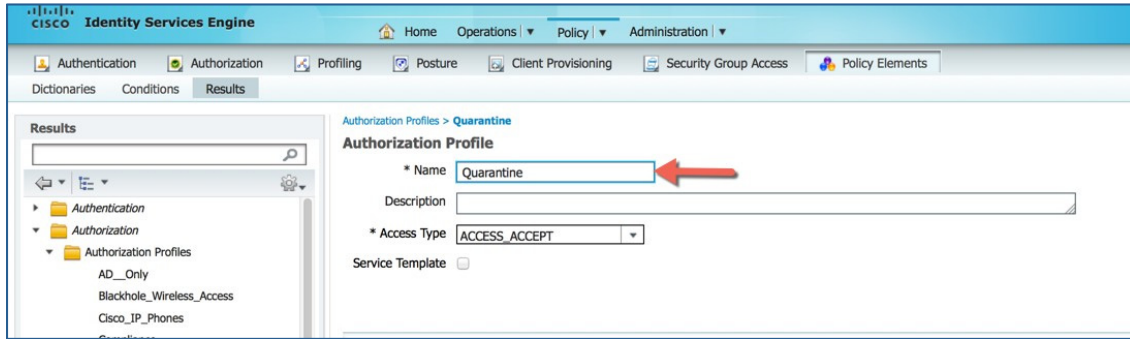 CISCO Identity Services Engine
Home Operations Policy Administration
Authentication Authorization Profiling Posture Client Provisioning Security Group Access Policy Elements
Dictionaries Conditions Results
Results
Authorization Profiles > Quarantine
Authorization Profile
* Name Quarantine
Description
* Access Type ACCESS_ACCEPT
Service Template
Authentication
Authorization
Authorization Profiles
AD__Only
Blackhole_Wireless_Access
Cisco_IP_Phones